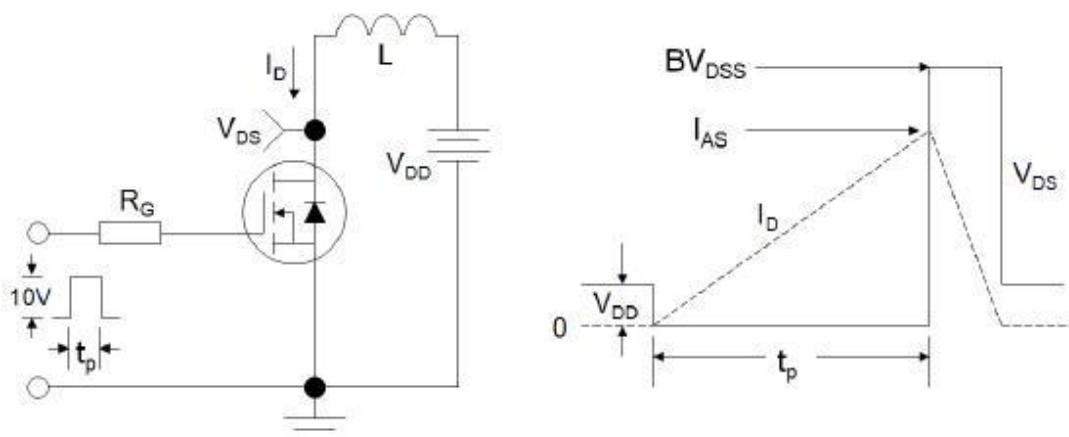 L
I_D
V_DS
V_DD
R_G
10V
t_p
BV_DSS
I_AS
V_DS
I_D
V_DD
0
t_p